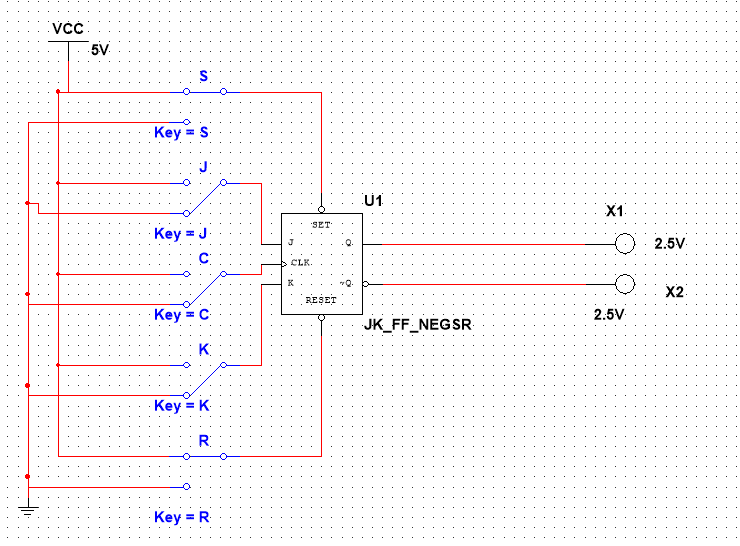 VCC
5V
S
Key = S
J
Key = J
C
Key = C
K
Key = K
R
Key = R
U1
SET
J
Q
CLK
K
~Q
RESET
JK_FF_NEGSR
X1
2.5V
X2
2.5V